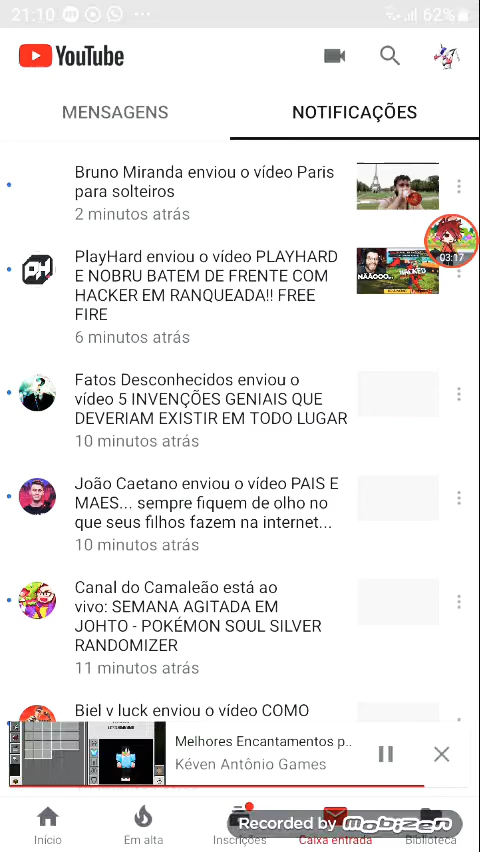 21:10
62%
YouTube
MENSAGENS
NOTIFICAÇÕES
Bruno Miranda enviou o vídeo Paris
para solteiros
2 minutos atrás
PlayHard enviou o vídeo PLAYHARD
E NOBRU BATEM DE FRENTE COM
HACKER EM RANQUEADA!! FREE
FIRE
6 minutos atrás
NÃOOO...
HACKED
03:17
Fatos Desconhecidos enviou o
vídeo 5 INVENÇÕES GENIAIS QUE
DEVERIAM EXISTIR EM TODO LUGAR
10 minutos atrás
João Caetano enviou o vídeo PAIS E
MAES... sempre fiquem de olho no
que seus filhos fazem na internet...
10 minutos atrás
Canal do Camaleão está ao
vivo: SEMANA AGITADA EM
JOHTO - POKÉMON SOUL SILVER
RANDOMIZER
11 minutos atrás
Biel v luck enviou o vídeo COMO
Melhores Encantamentos p..
Kéven Antônio Games
Início
Em alta
Inscrições
Caixa entrada
Biblioteca
Recorded by Mobizen